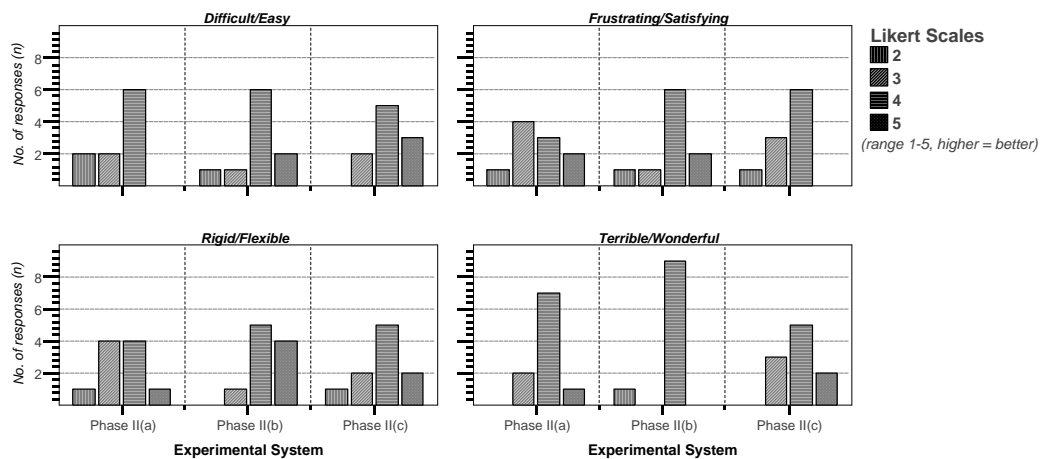 Difficult/Easy
Frustrating/Satisfying
No. of responses (n)
8
6
4
2
Likert Scales
2
3
4
5
(range 1-5, higher = better)
Rigid/Flexible
Terrible/Wonderful
No. of responses (n)
8
6
4
2
Phase II(a)
Phase II(b)
Phase II(c)
Phase II(a)
Phase II(b)
Phase II(c)
Experimental System
Experimental System